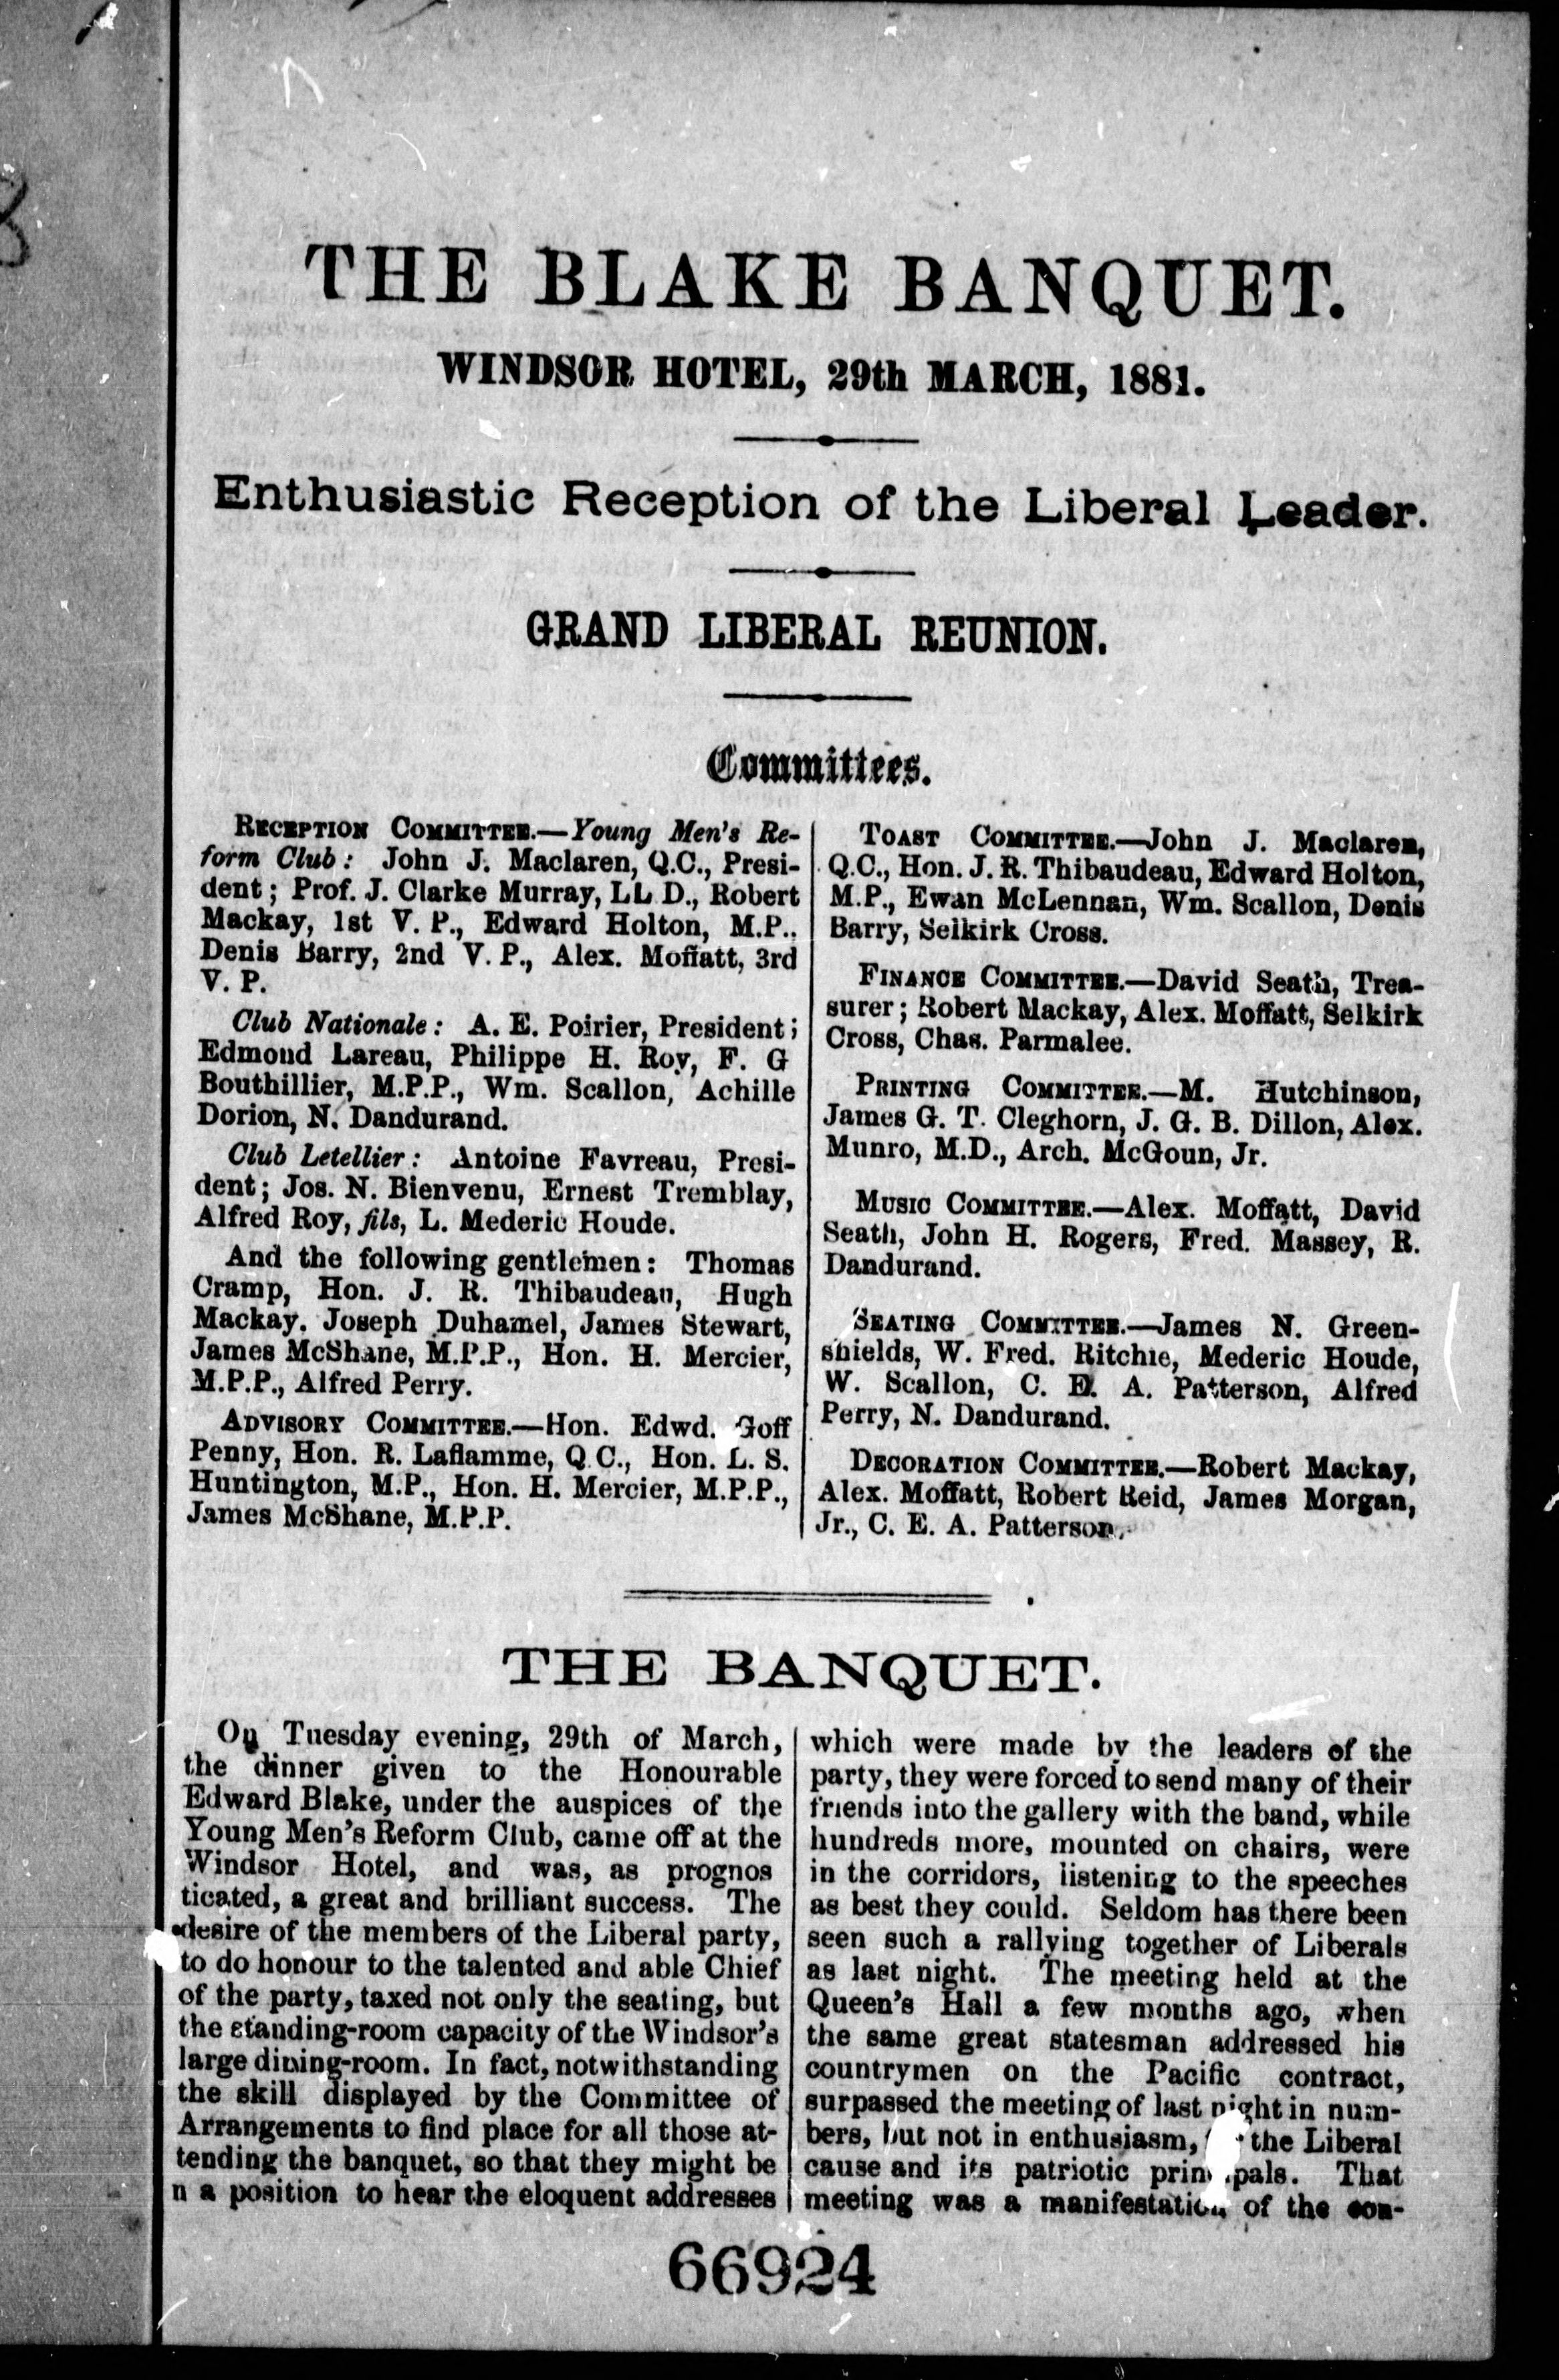 THE BLAKE BANQUET.
WINDSOR HOTEL, 29th MARCH, 1881.
Enthusiastic Reception of the Liberal Leader.
GRAND LIBERAL REUNION.
Committees.
RECEPTION COMMITTEE.—Young Men's Re-
form Club: John J. Maclaren, Q.C., Presi-
dent; Prof. J. Clarke Murray, LL D., Robert
Mackay, 1st V. P., Edward Holton, M.P.,
Denis Barry, 2nd V. P., Alex. Moffatt, 3rd
V. P.
Club Nationale: A. E. Poirier, President;
Edmond Lareau, Philippe H. Roy, F. G
Bouthillier, M.P.P., Wm. Scallon, Achille
Dorion, N. Dandurand.
Club Letellier: Antoine Favreau, Presi-
dent; Jos. N. Bienvenu, Ernest Tremblay,
Alfred Roy, fils, L. Mederic Houde.
And the following gentlemen: Thomas
Cramp, Hon. J. R. Thibaudeau, Hugh
Mackay, Joseph Duhamel, James Stewart,
James McShane, M.P.P., Hon. H. Mercier,
M.P.P., Alfred Perry.
ADVISORY COMMITTEE.—Hon. Edwd. Goff
Penny, Hon. R. Laflamme, Q.C., Hon. L. S.
Huntington, M.P., Hon. H. Mercier, M.P.P.,
James McShane, M.P.P.
TOAST COMMITTEE.—John J. Maclaren,
Q.C., Hon. J. R. Thibaudeau, Edward Holton,
M.P., Ewan McLennan, Wm. Scallon, Denis
Barry, Selkirk Cross.
FINANCE COMMITTEE.—David Seath, Trea-
surer; Robert Mackay, Alex. Moffatt, Selkirk
Cross, Chas. Parmalee.
PRINTING COMMITTEE.—M. Hutchinson,
James G. T. Cleghorn, J. G. B. Dillon, Alex.
Munro, M.D., Arch. McGoun, Jr.
MUSIC COMMITTEE.—Alex. Moffatt, David
Seath, John H. Rogers, Fred. Massey, R.
Dandurand.
SEATING COMMITTEE.—James N. Green-
shields, W. Fred. Ritchie, Mederic Houde,
W. Scallon, C. E. A. Patterson, Alfred
Perry, N. Dandurand.
DECORATION COMMITTEE.—Robert Mackay,
Alex. Moffatt, Robert Reid, James Morgan,
Jr., C. E. A. Patterson.
THE BANQUET.
On Tuesday evening, 29th of March,
the dinner given to the Honourable
Edward Blake, under the auspices of the
Young Men's Reform Club, came off at the
Windsor Hotel, and was, as prognos
ticated, a great and brilliant success. The
desire of the members of the Liberal party,
to do honour to the talented and able Chief
of the party, taxed not only the seating, but
the standing-room capacity of the Windsor's
large dining-room. In fact, notwithstanding
the skill displayed by the Committee of
Arrangements to find place for all those at-
tending the banquet, so that they might be
n a position to hear the eloquent addresses
which were made by the leaders of the
party, they were forced to send many of their
friends into the gallery with the band, while
hundreds more, mounted on chairs, were
in the corridors, listening to the speeches
as best they could. Seldom has there been
seen such a rallying together of Liberals
as last night. The meeting held at the
Queen's Hall a few months ago, when
the same great statesman addressed his
countrymen on the Pacific contract,
surpassed the meeting of last night in num-
bers, but not in enthusiasm, the Liberal
cause and its patriotic principals. That
meeting was a manifestation of the con-
66924